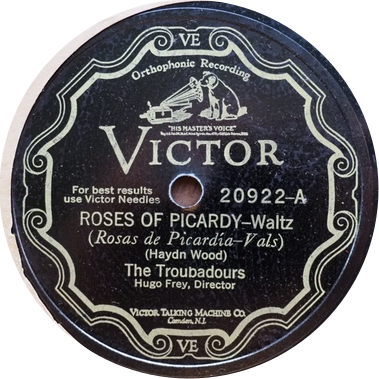 VE
Orthophonic Recording
"HIS MASTER'S VOICE"
VICTOR
For best results
use Victor Needles
20922-A
ROSES OF PICARDY—Waltz
(Rosas de Picardía—Vals)
(Haydn Wood)
The Troubadours
Hugo Frey, Director
VICTOR TALKING MACHINE CO.
Camden, N.J.
VE